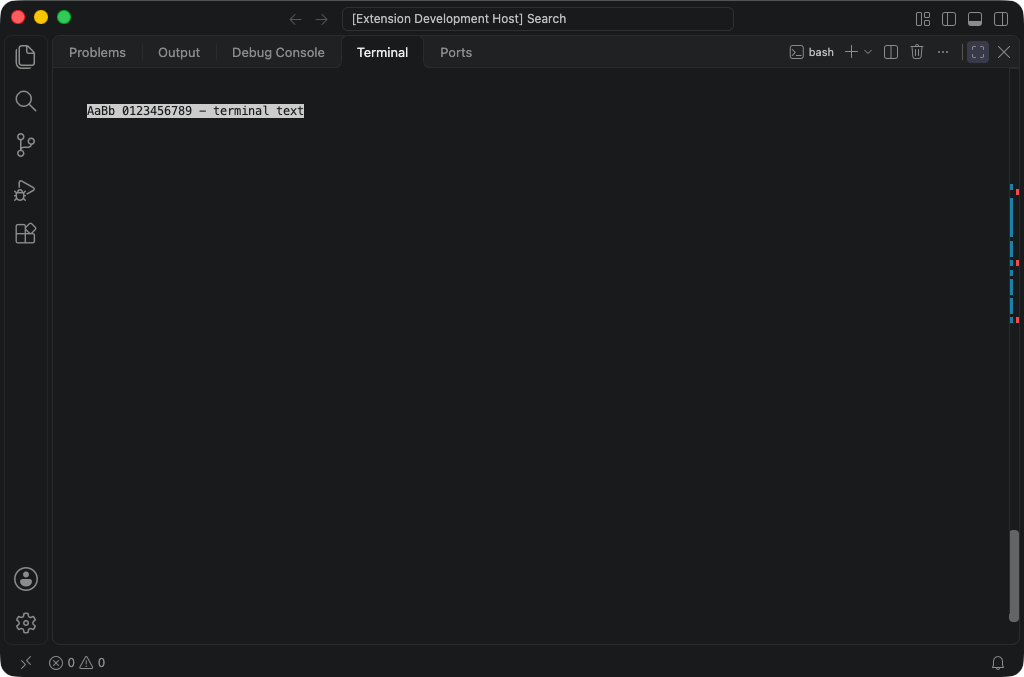 [Extension Development Host] Search
Problems Output Debug Console Terminal Ports bash
AaBb 0123456789 — terminal text
0 0